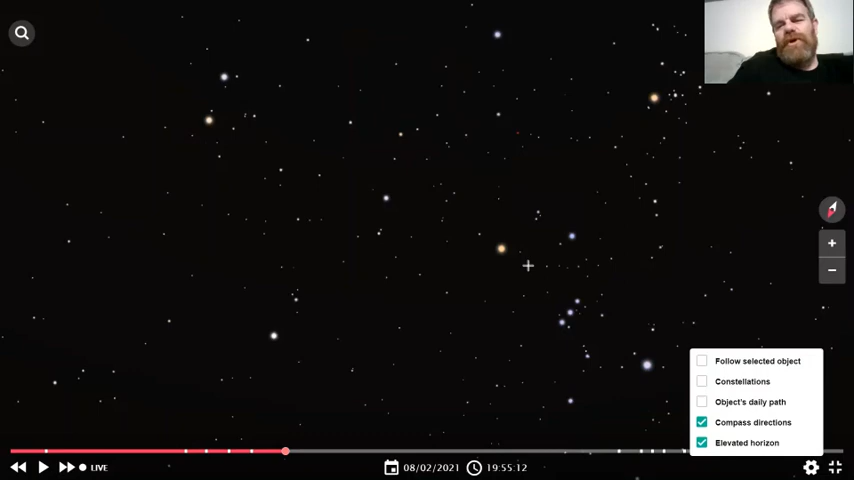 Follow selected object
Constellations
Object's daily path
Compass directions
Elevated horizon
LIVE
08/02/2021
19:55:12